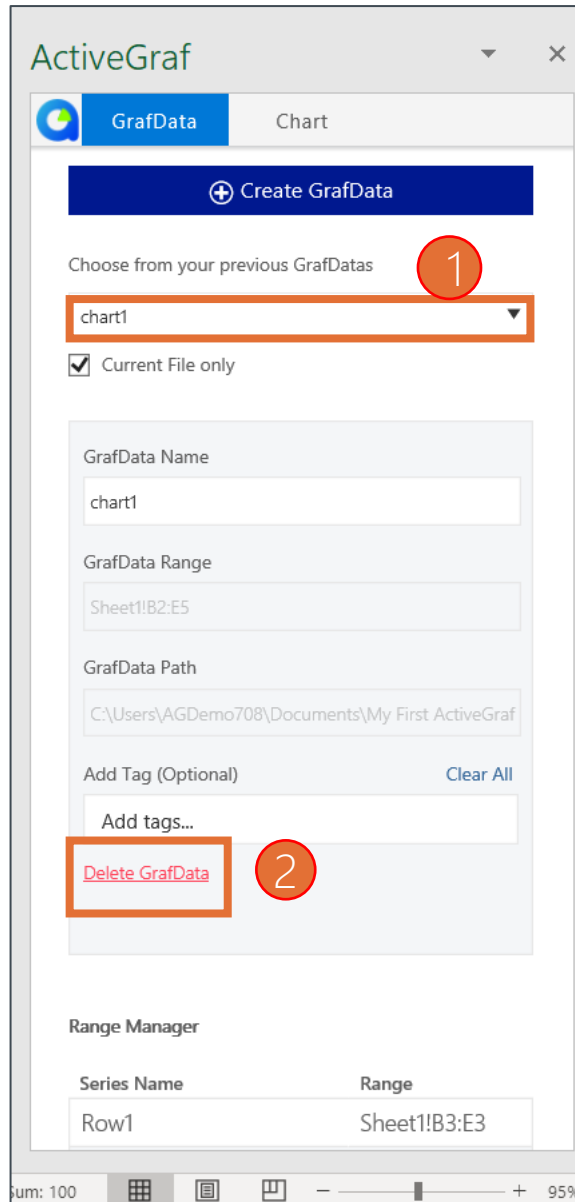 ActiveGraf
GrafData Chart
Create GrafData
Choose from your previous GrafDatas
1
chart1
Current File only
GrafData Name
chart1
GrafData Range
Sheet1!B2:E5
GrafData Path
C:\Users\AGDemo708\Documents\My First ActiveGraf
Add Tag (Optional) Clear All
Add tags...
Delete GrafData
2
Range Manager
Series Name Range
Row1 Sheet1!B3:E3
Sum: 100 95%